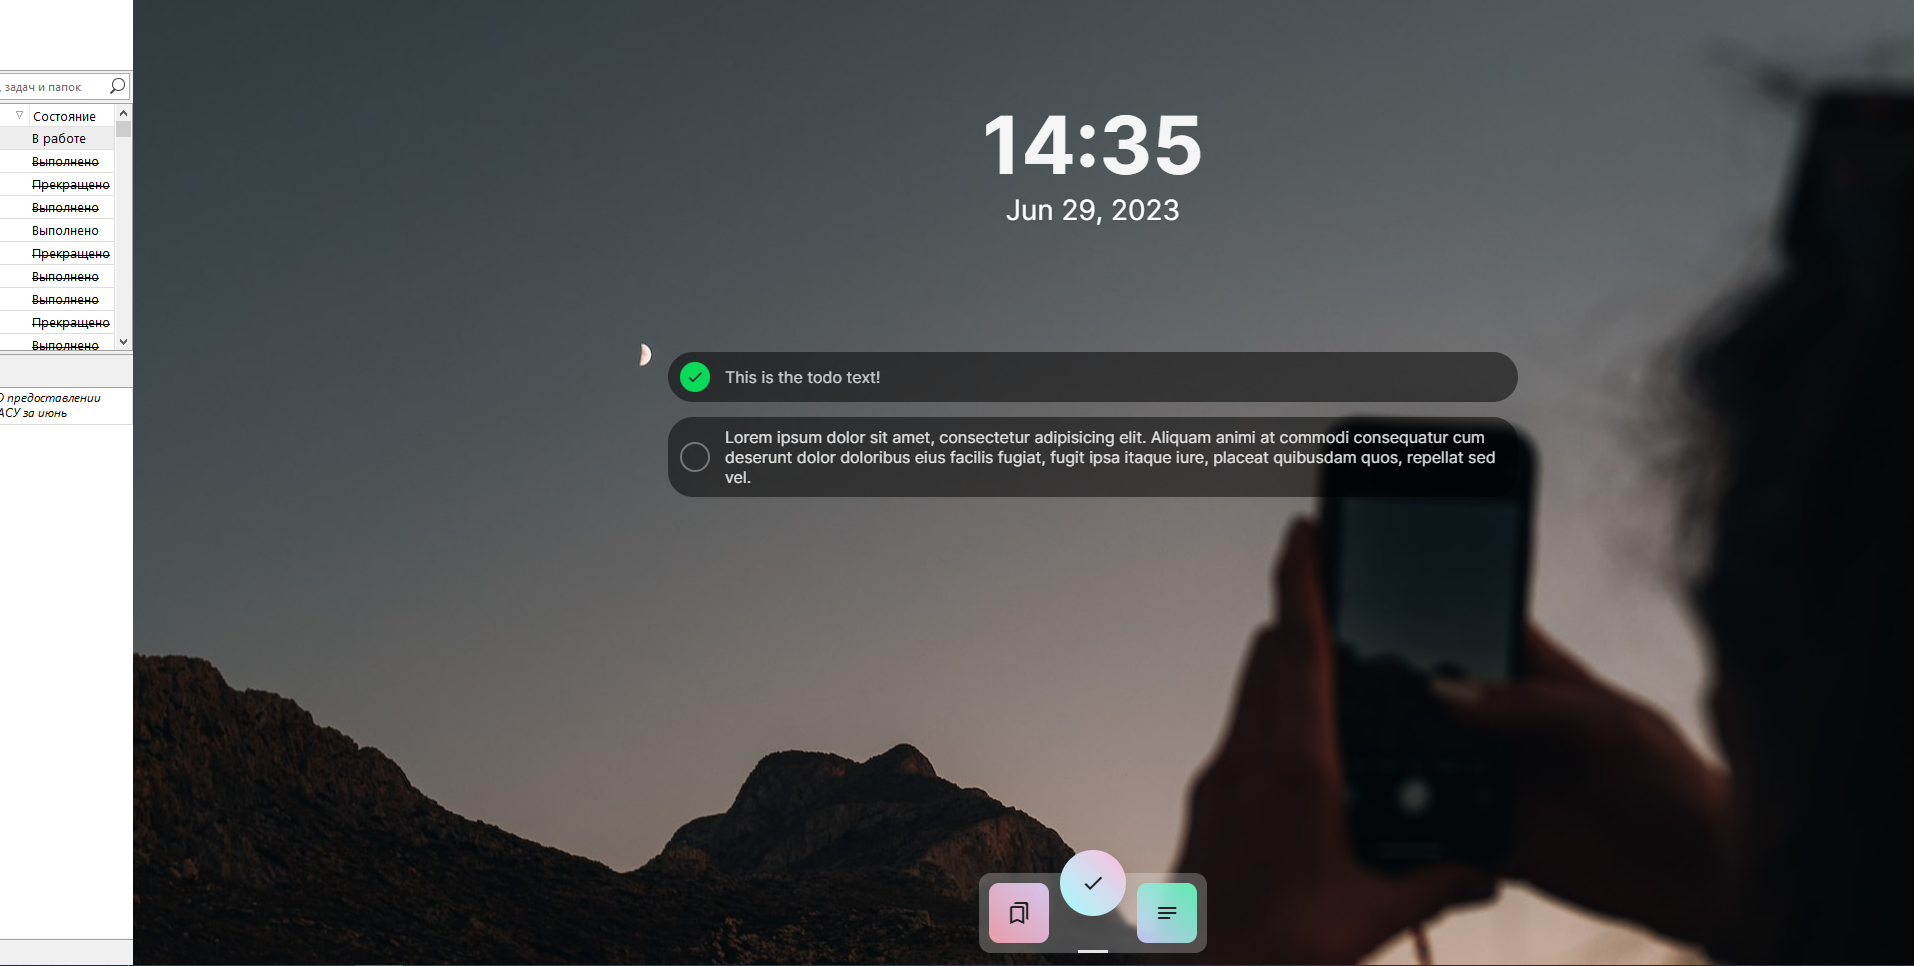 , задач и папок
Состояние
В работе
Выполнено
Прекращено
Выполнено
Выполнено
Прекращено
Выполнено
Выполнено
Прекращено
Выполнено
О предоставлении
АСУ за июнь
14:35
Jun 29, 2023
This is the todo text!
Lorem ipsum dolor sit amet, consectetur adipisicing elit. Aliquam animi at commodi consequatur cum
deserunt dolor doloribus eius facilis fugiat, fugit ipsa itaque iure, placeat quibusdam quos, repellat sed
vel.